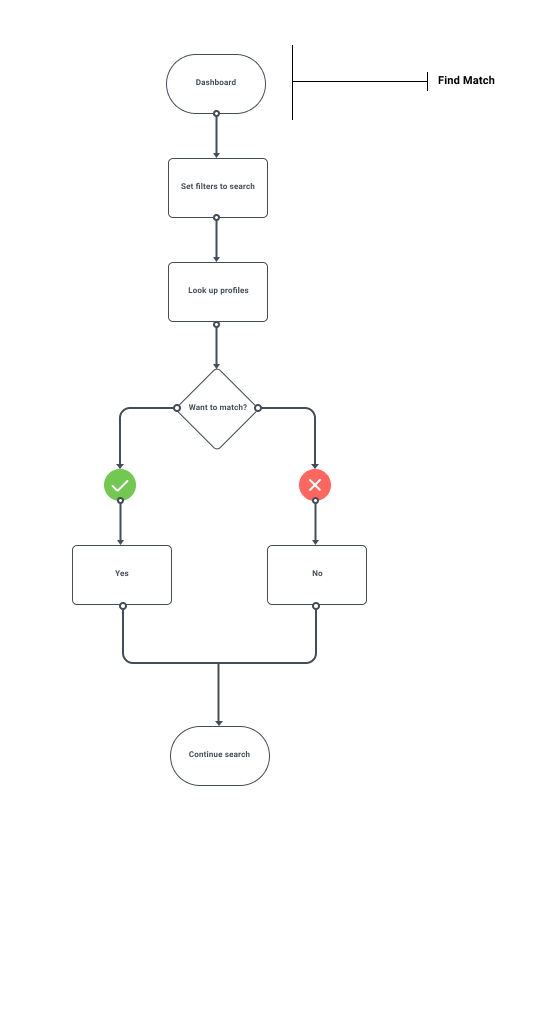 Dashboard
Find Match
Set filters to search
Look up profiles
Want to match?
Yes
No
Continue search